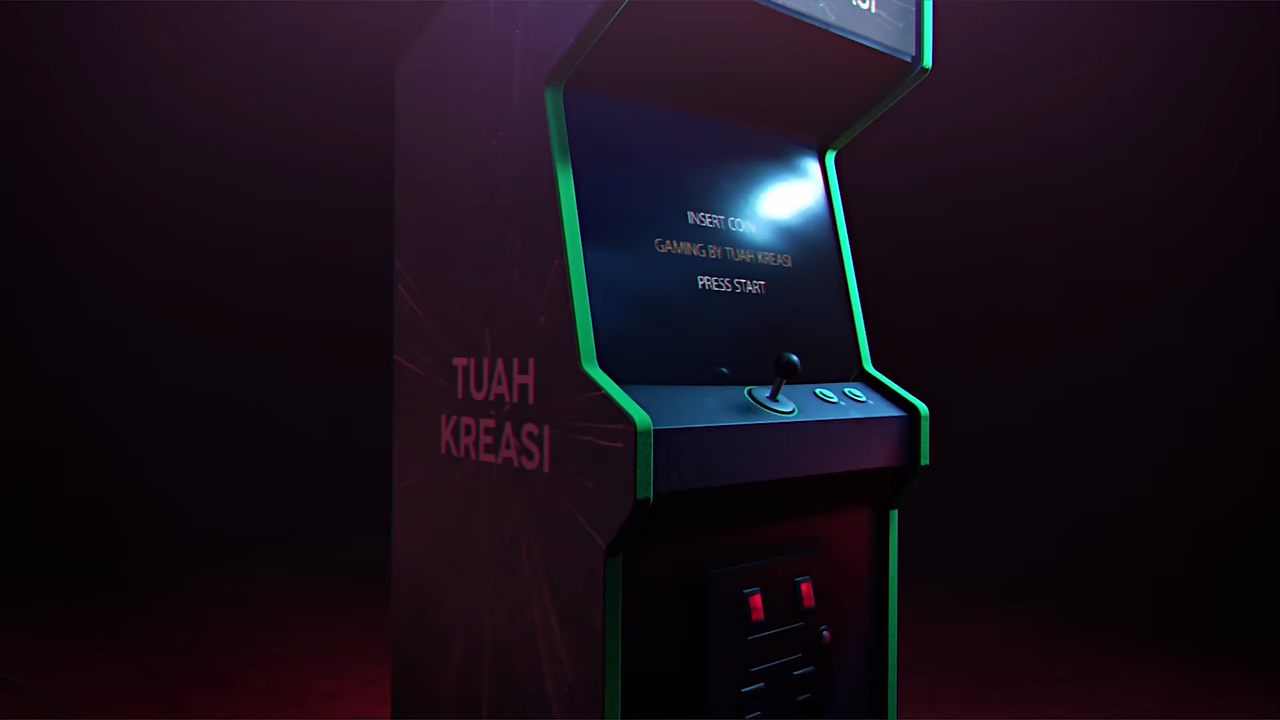 INSERT COIN
GAMING BY TUAH KREASI
PRESS START
TUAH
KREASI